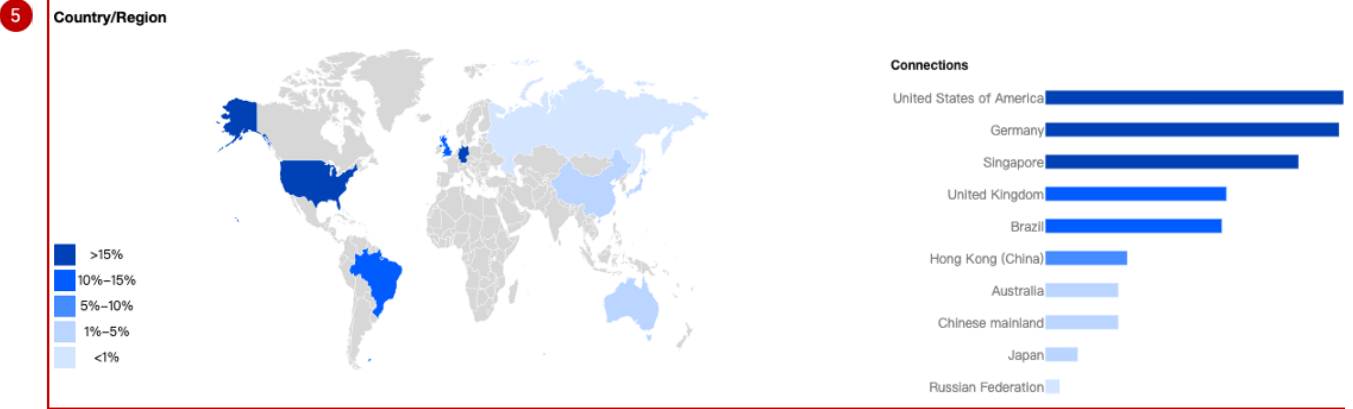 5
Country/Region
>15%
10%–15%
5%–10%
1%–5%
<1%
Connections
United States of America
Germany
Singapore
United Kingdom
Brazil
Hong Kong (China)
Australia
Chinese mainland
Japan
Russian Federation